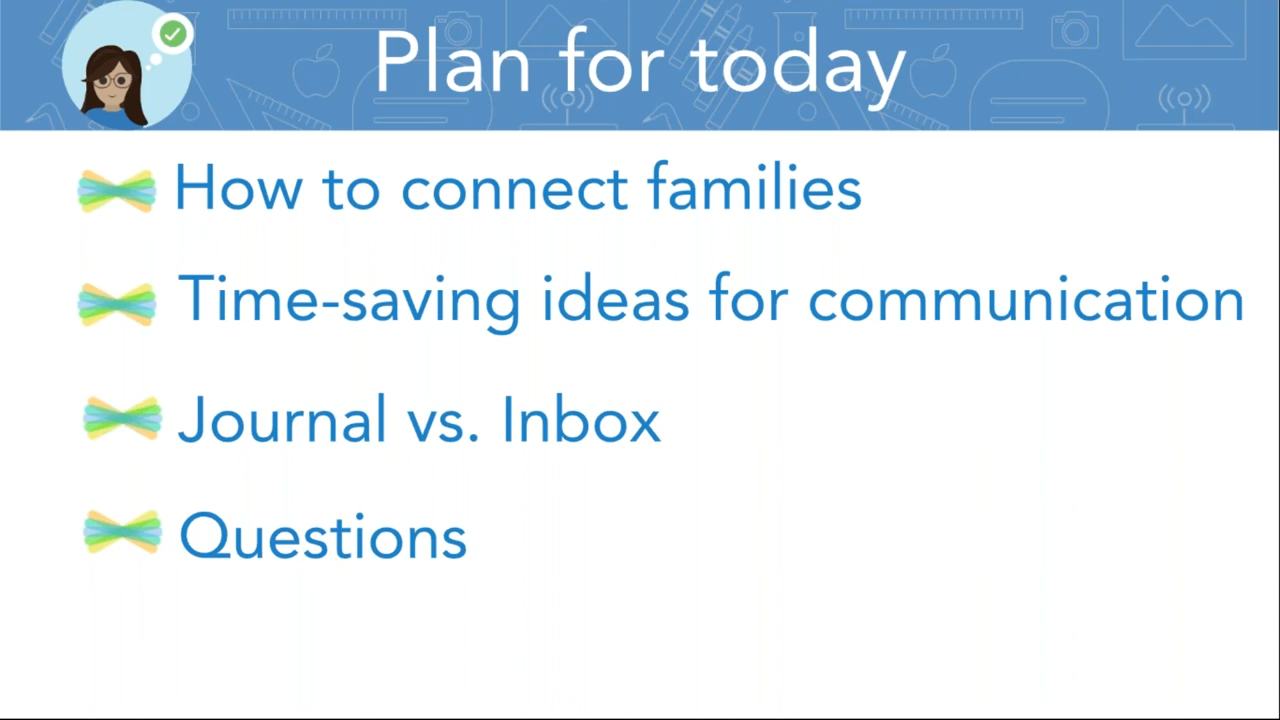 Plan for today
How to connect families
Time-saving ideas for communication
Journal vs. Inbox
Questions